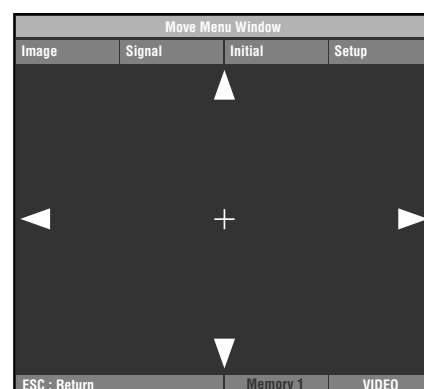 Move Menu Window
Image Signal Initial Setup
ESC : Return Memory 1 VIDEO